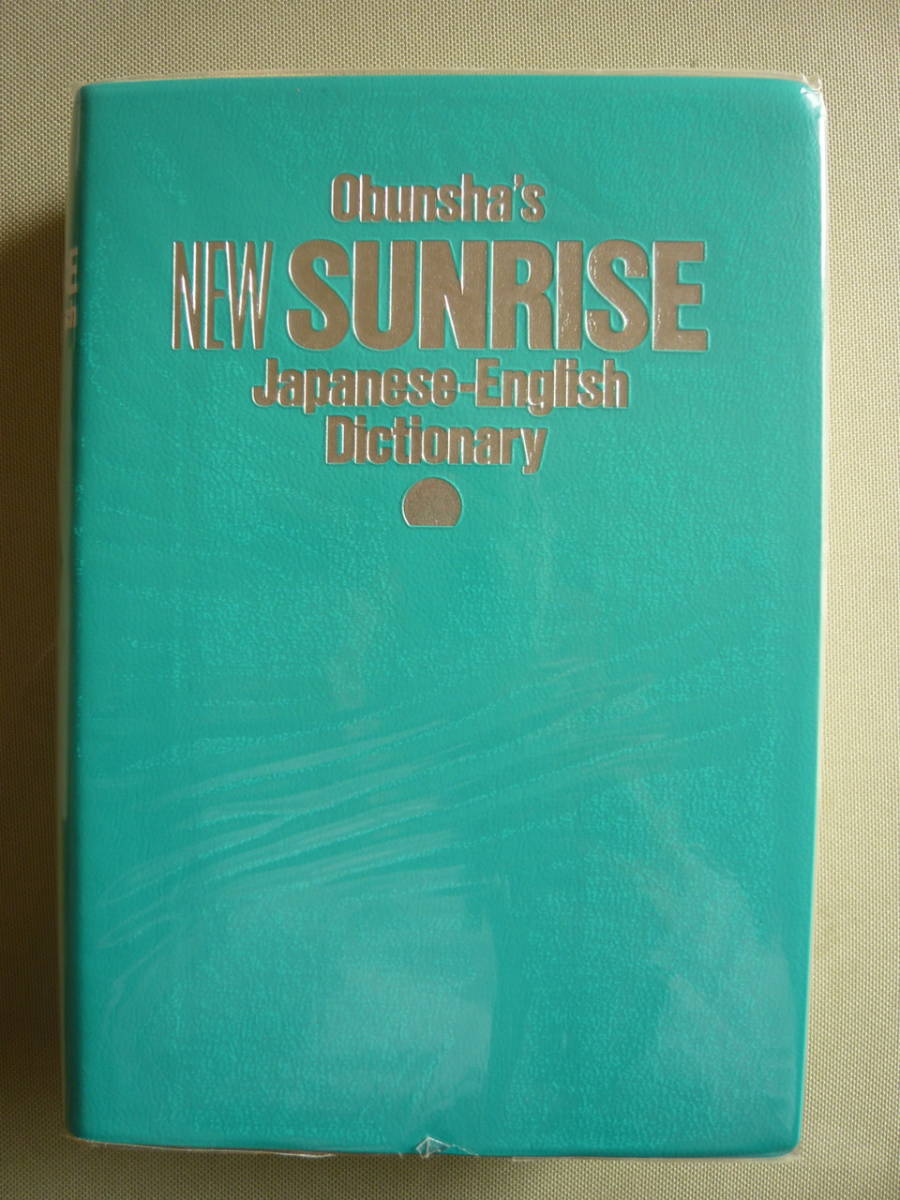 Obunsha's
NEW SUNRISE
Japanese-English
Dictionary